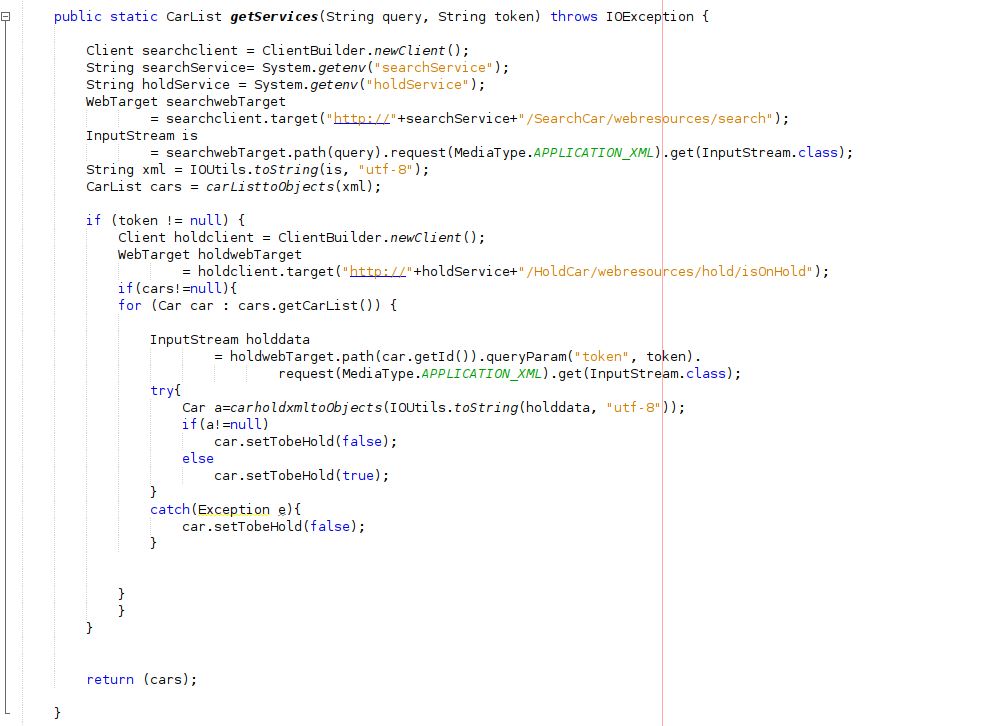 public static CarList getServices(String query, String token) throws IOException {
Client searchclient = ClientBuilder.newClient();
String searchService= System.getenv("searchService");
String holdService = System.getenv("holdService");
WebTarget searchwebTarget
= searchclient.target("http://"+searchService+"/SearchCar/webresources/search");
InputStream is
= searchwebTarget.path(query).request(MediaType.APPLICATION_XML).get(InputStream.class);
String xml = IOUtils.toString(is, "utf-8");
CarList cars = carListtoObjects(xml);
if (token != null) {
Client holdclient = ClientBuilder.newClient();
WebTarget holdwebTarget
= holdclient.target("http://"+holdService+"/HoldCar/webresources/hold/isOnHold");
if(cars!=null){
for (Car car : cars.getCarList()) {
InputStream holddata
= holdwebTarget.path(car.getId()).queryParam("token", token).
request(MediaType.APPLICATION_XML).get(InputStream.class);
try{
Car a=carholdxmltoObjects(IOUtils.toString(holddata, "utf-8"));
if(a!=null)
car.setTobeHold(false);
else
car.setTobeHold(true);
}
catch(Exception e){
car.setTobeHold(false);
}
}
}
}
return (cars);
}